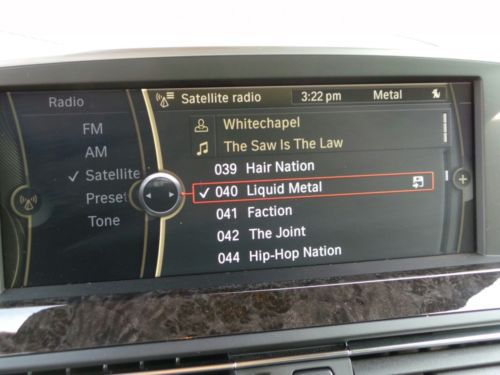 Radio
Satellite radio
3:22 pm
Metal
FM
AM
Satellite
Preset
Tone
Whitechapel
The Saw Is The Law
039 Hair Nation
040 Liquid Metal
041 Faction
042 The Joint
044 Hip-Hop Nation